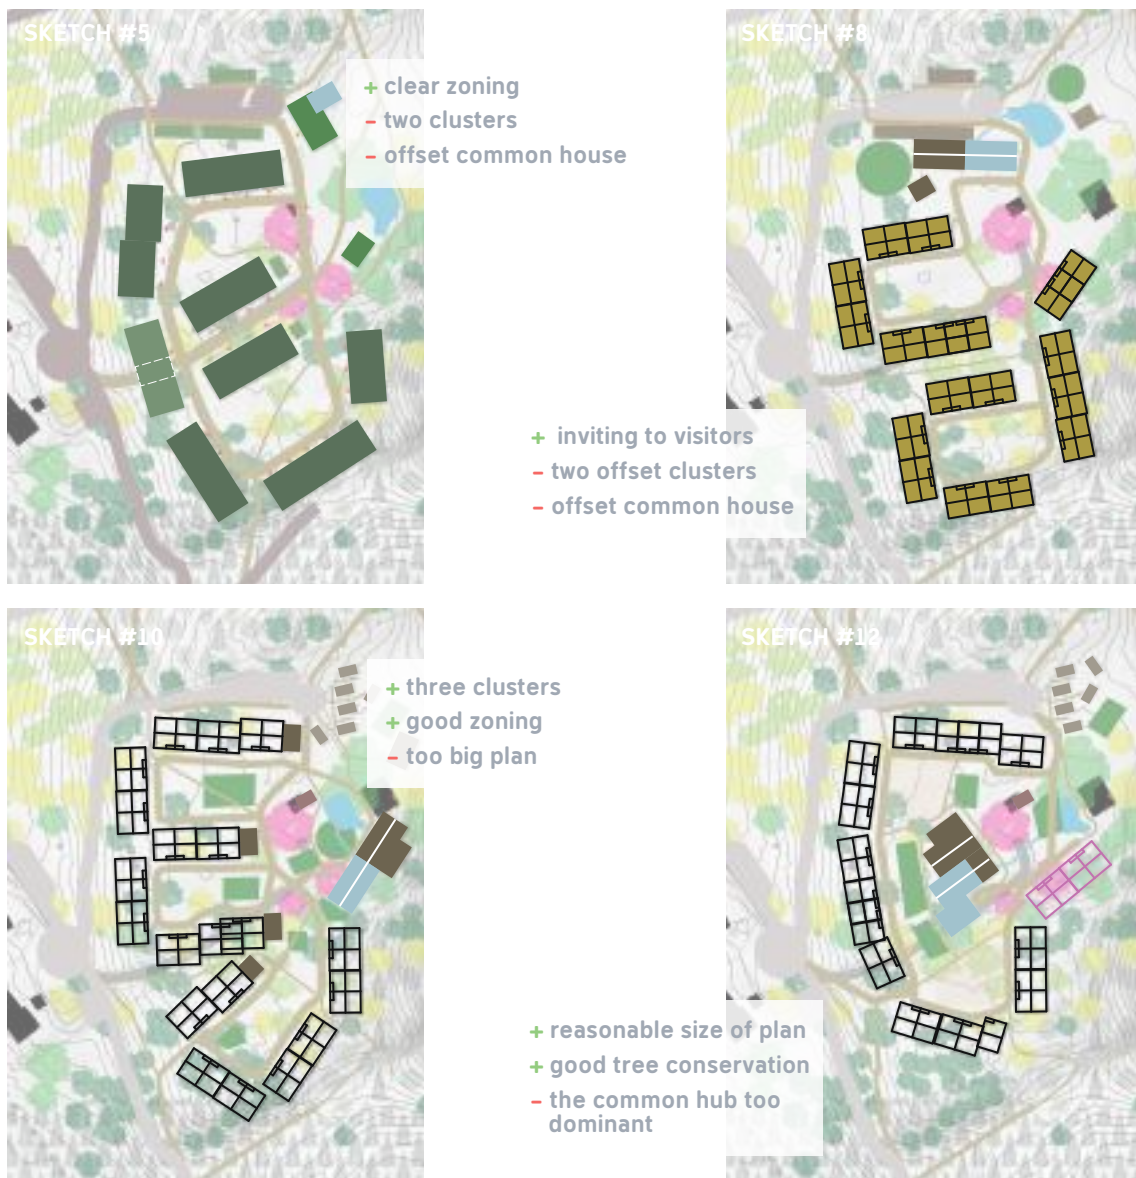 SKETCH #5
+ clear zoning
- two clusters
- offset common house
SKETCH #8
+ inviting to visitors
- two offset clusters
- offset common house
SKETCH #10
+ three clusters
+ good zoning
- too big plan
SKETCH #12
+ reasonable size of plan
+ good tree conservation
- the common hub too
dominant